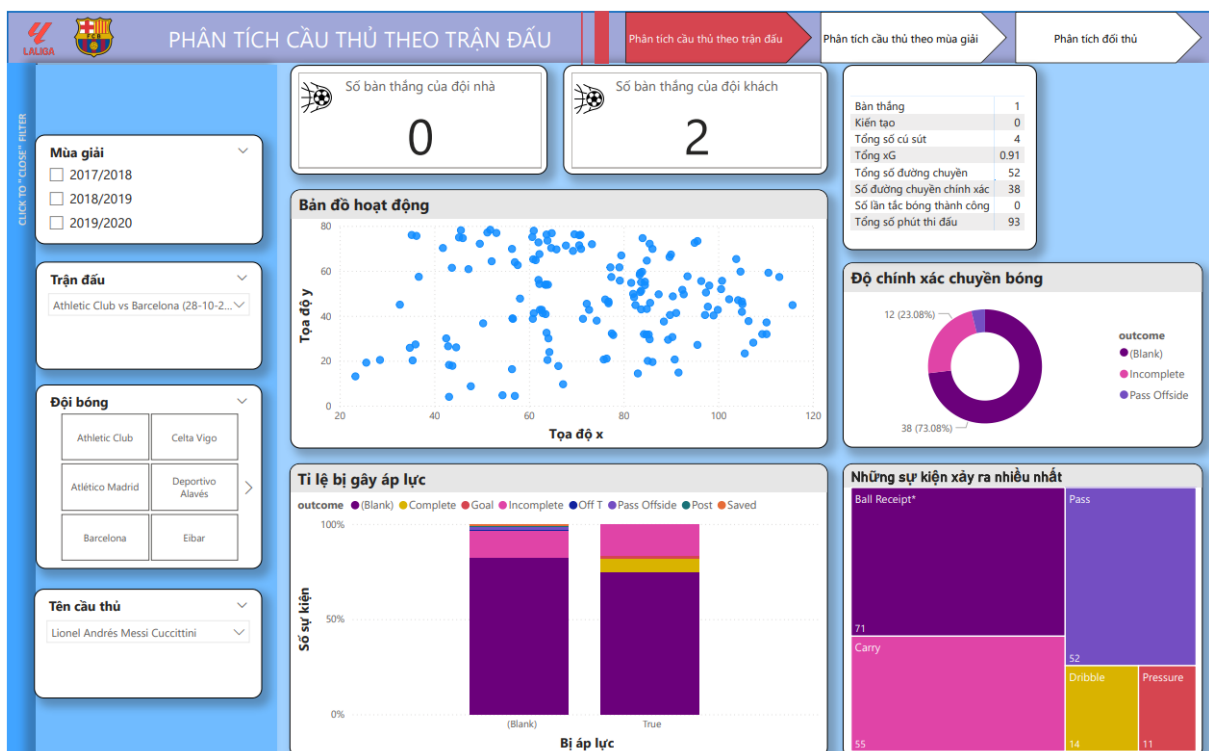 LALIGA
FCB
PHÂN TÍCH CẦU THỦ THEO TRẬN ĐẤU
Phân tích cầu thủ theo trận đấu
Phân tích cầu thủ theo mùa giải
Phân tích đối thủ
CLICK TO "CLOSE" FILTER
Mùa giải
2017/2018
2018/2019
2019/2020
Trận đấu
Athletic Club vs Barcelona (28-10-2...
Đội bóng
Athletic Club
Celta Vigo
Atlético Madrid
Deportivo
Alavés
Barcelona
Eibar
Tên cầu thủ
Lionel Andrés Messi Cuccittini
Số bàn thắng của đội nhà
0
Số bàn thắng của đội khách
2
Bàn thắng 1
Kiến tạo 0
Tổng số cú sút 4
Tổng xG 0.91
Tổng số đường chuyền 52
Số đường chuyền chính xác 38
Số lần tắc bóng thành công 0
Tổng số phút thi đấu 93
Bản đồ hoạt động
Tọa độ y
80
60
40
20
0
20 40 60 80 100 120
Tọa độ x
Độ chính xác chuyền bóng
12 (23.08%)
38 (73.08%)
outcome
(Blank)
Incomplete
Pass Offside
Tỉ lệ bị gây áp lực
outcome (Blank) Complete Goal Incomplete Off T Pass Offside Post Saved
Số sự kiện
100%
50%
0%
(Blank) True
Bị áp lực
Những sự kiện xảy ra nhiều nhất
Ball Receipt*
71
Pass
52
Carry
55
Dribble
14
Pressure
11